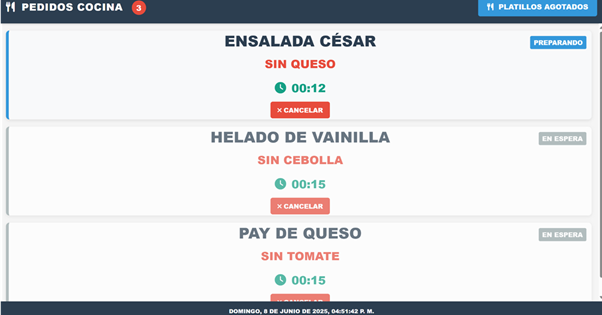 PEDIDOS COCINA 3
PLATILLOS AGOTADOS
ENSALADA CÉSAR
PREPARANDO
SIN QUESO
00:12
× CANCELAR
HELADO DE VAINILLA
EN ESPERA
SIN CEBOLLA
00:15
× CANCELAR
PAY DE QUESO
EN ESPERA
SIN TOMATE
00:15
× CANCELAR
DOMINGO, 8 DE JUNIO DE 2025, 04:51:42 P. M.